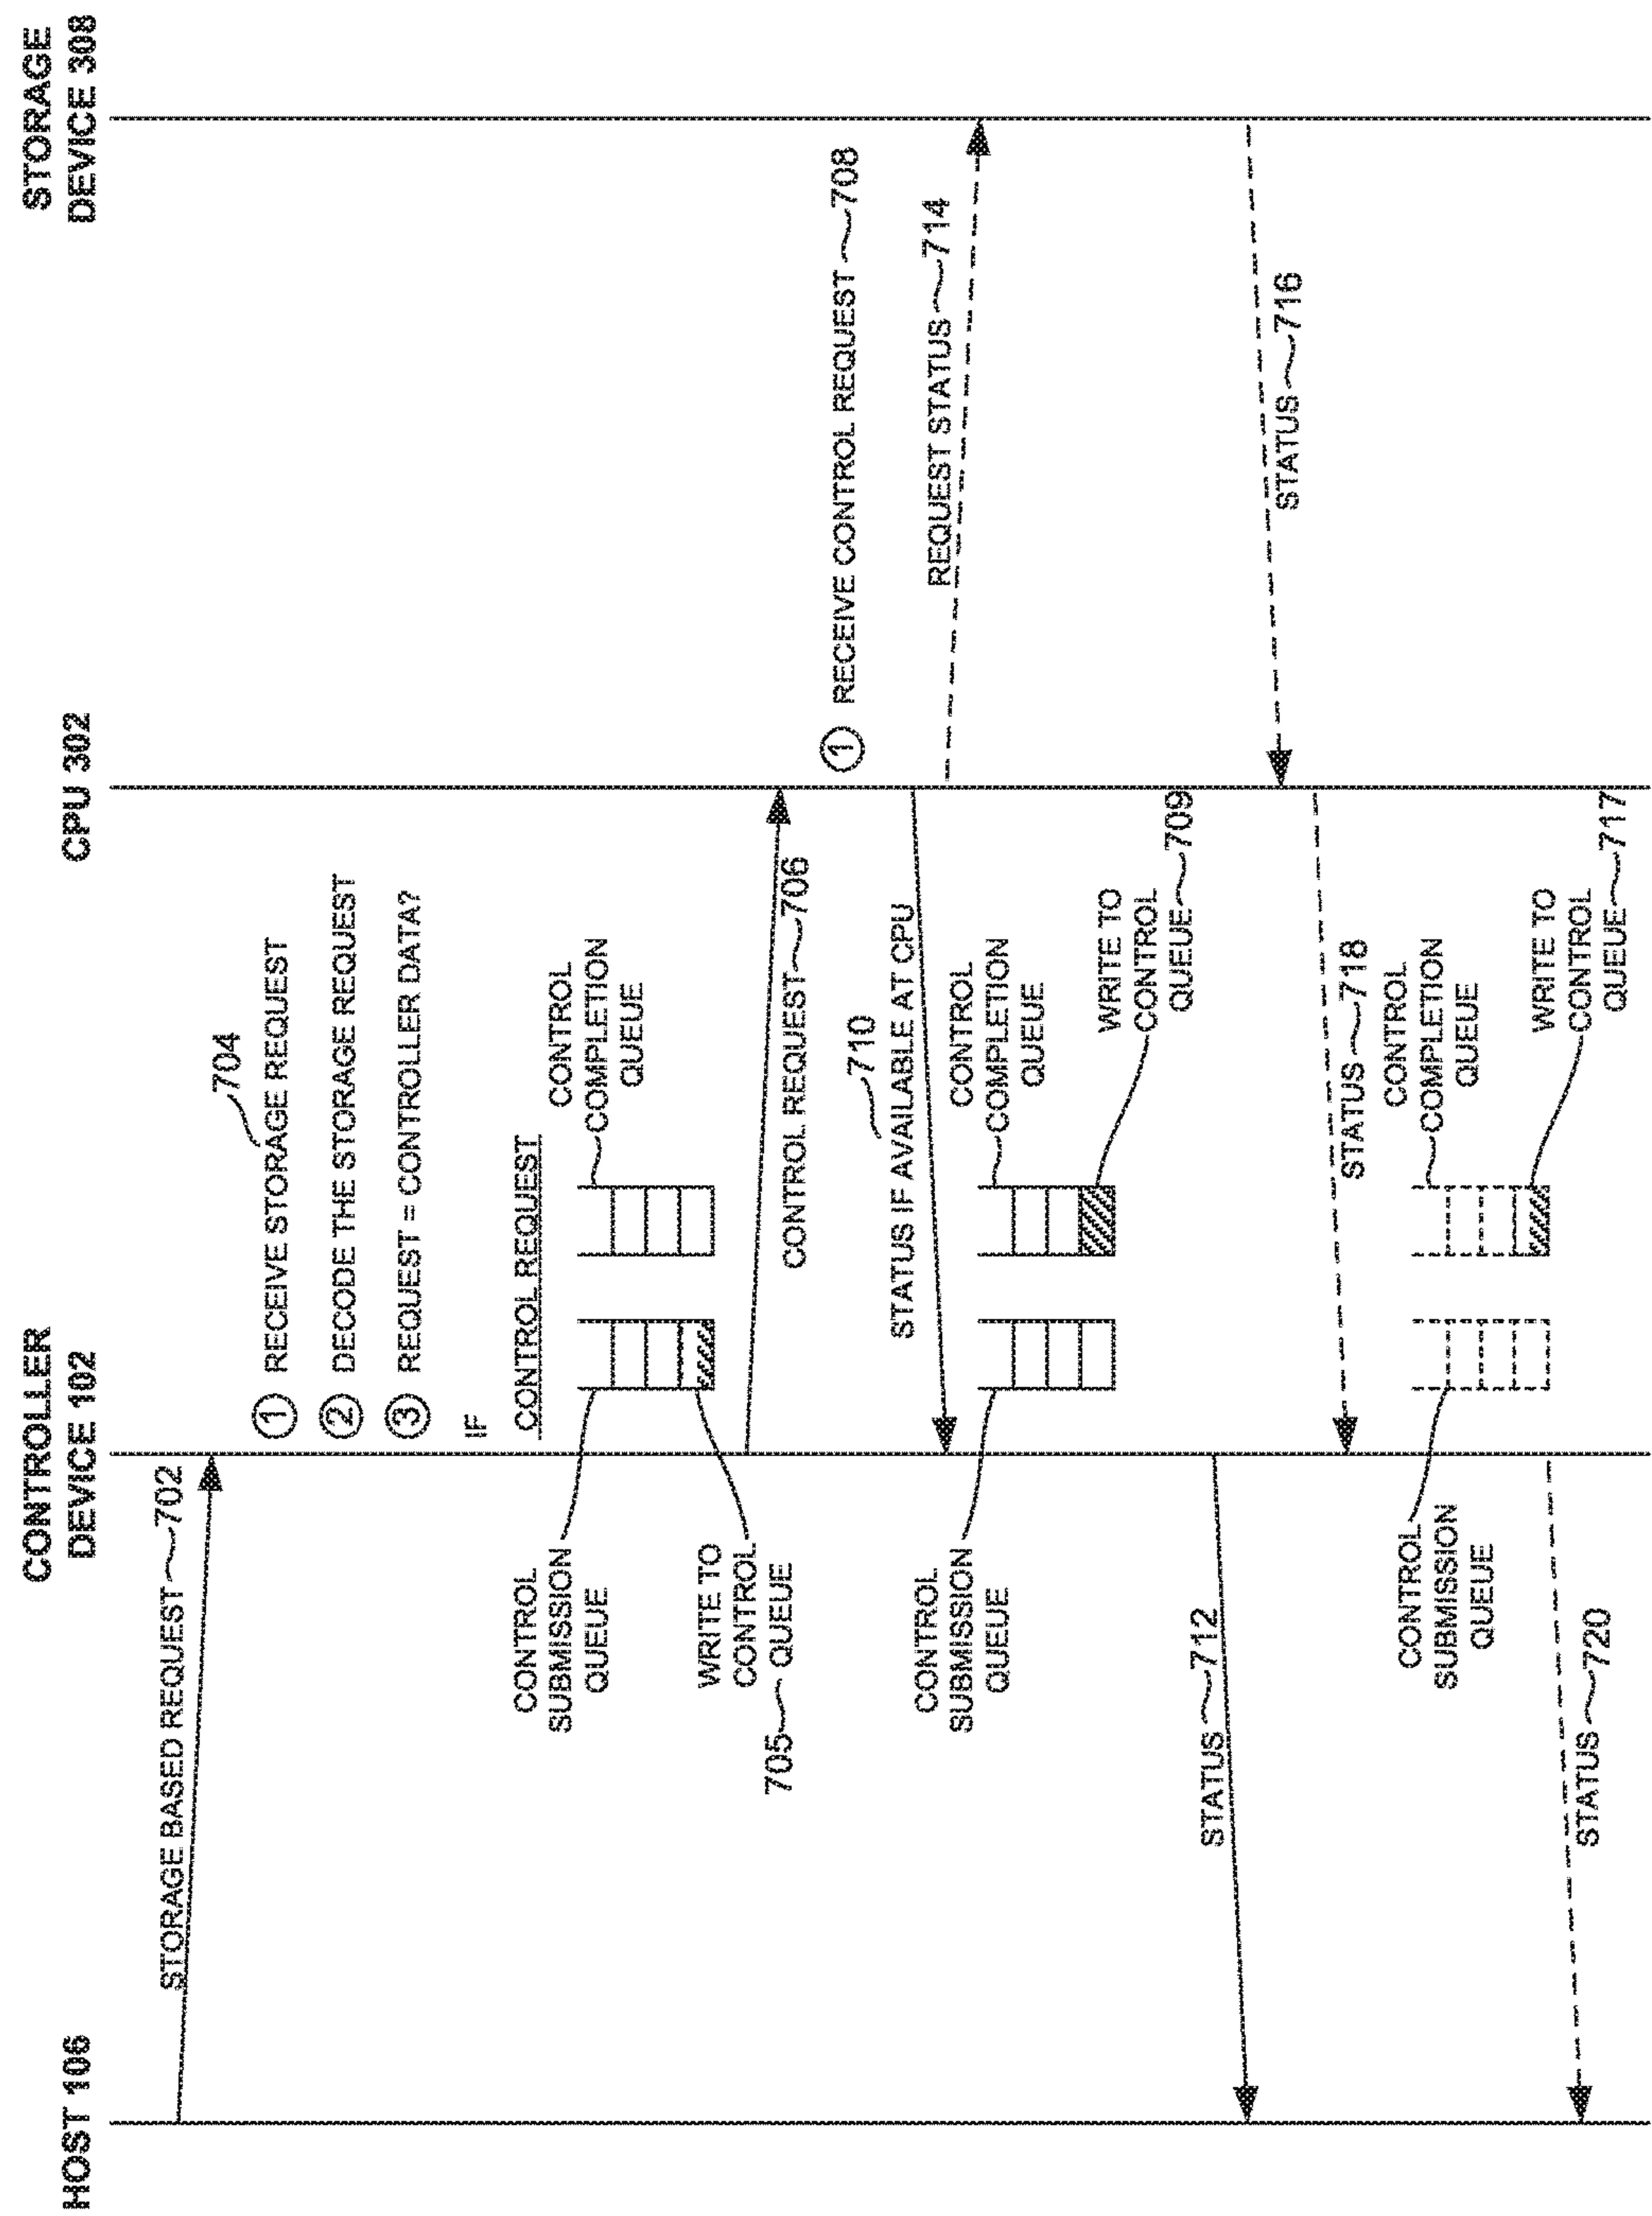 HOST 106
CONTROLLER
DEVICE 102
CPU 302
STORAGE
DEVICE 308
STORAGE BASED REQUEST 702
704
1 RECEIVE STORAGE REQUEST
2 DECODE THE STORAGE REQUEST
3 REQUEST = CONTROLLER DATA?
IF
CONTROL REQUEST
CONTROL
SUBMISSION
QUEUE
CONTROL
COMPLETION
QUEUE
WRITE TO
CONTROL
705 QUEUE
CONTROL REQUEST 706
1 RECEIVE CONTROL REQUEST 708
710
STATUS IF AVAILABLE AT CPU
REQUEST STATUS 714
CONTROL
SUBMISSION
QUEUE
CONTROL
COMPLETION
QUEUE
WRITE TO
CONTROL
QUEUE 709
STATUS 712
STATUS 716
STATUS 718
CONTROL
SUBMISSION
QUEUE
CONTROL
COMPLETION
QUEUE
WRITE TO
CONTROL
QUEUE 717
STATUS 720